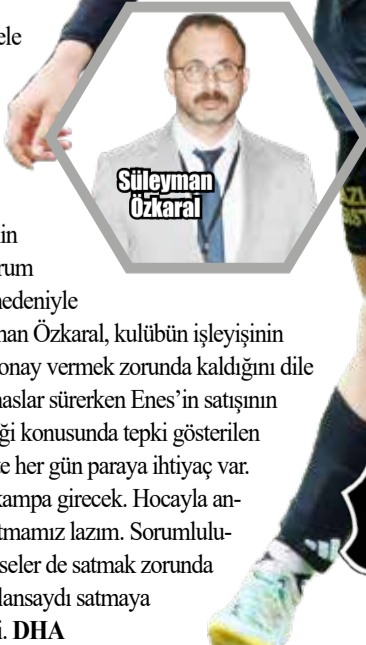 ele
Süleyman
Özkaral
in
rum
nedeniyle
man Özkaral, kulübün işleyişinin
onay vermek zorunda kaldığını dile
naslar sürerken Enes'in satışının
ği konusunda tepki gösterilen
te her gün paraya ihtiyaç var.
kampa girecek. Hocayla an-
tmamız lazım. Sorumlulu-
seler de satmak zorunda
lansaydı satmaya
i. DHA